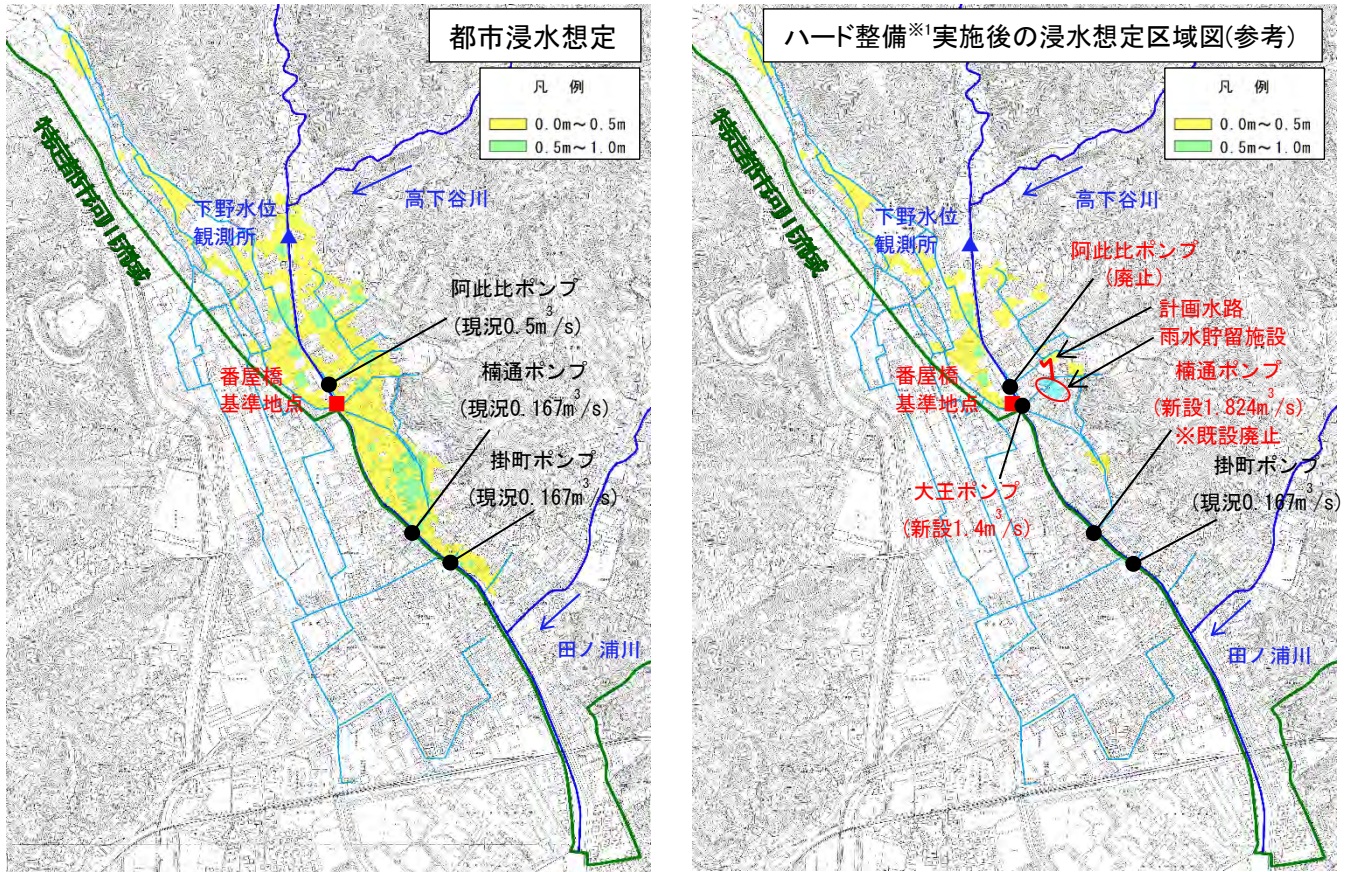 都市浸水想定
凡 例
0.0m~0.5m
0.5m~1.0m
特定都市河川流域
高下谷川
下野水位
観測所
阿此比ポンプ
(現況0.5m³/s)
楠通ポンプ
(現況0.167m³/s)
番屋橋
基準地点
掛町ポンプ
(現況0.167m³/s)
田ノ浦川
ハード整備※1実施後の浸水想定区域図(参考)
凡 例
0.0m~0.5m
0.5m~1.0m
特定都市河川流域
高下谷川
下野水位
観測所
阿此比ポンプ
(廃止)
計画水路
雨水貯留施設
楠通ポンプ
(新設1.824m³/s)
※既設廃止
番屋橋
基準地点
掛町ポンプ
(現況0.167m³/s)
大王ポンプ
(新設1.4m³/s)
田ノ浦川